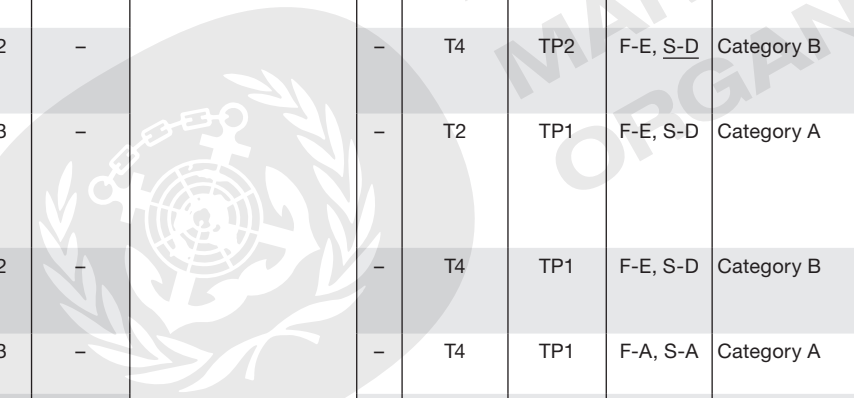 2 – – T4 TP2 F-E, S-D Category B
3 – – T2 TP1 F-E, S-D Category A
2 – – T4 TP1 F-E, S-D Category B
3 – – T4 TP1 F-A, S-A Category A